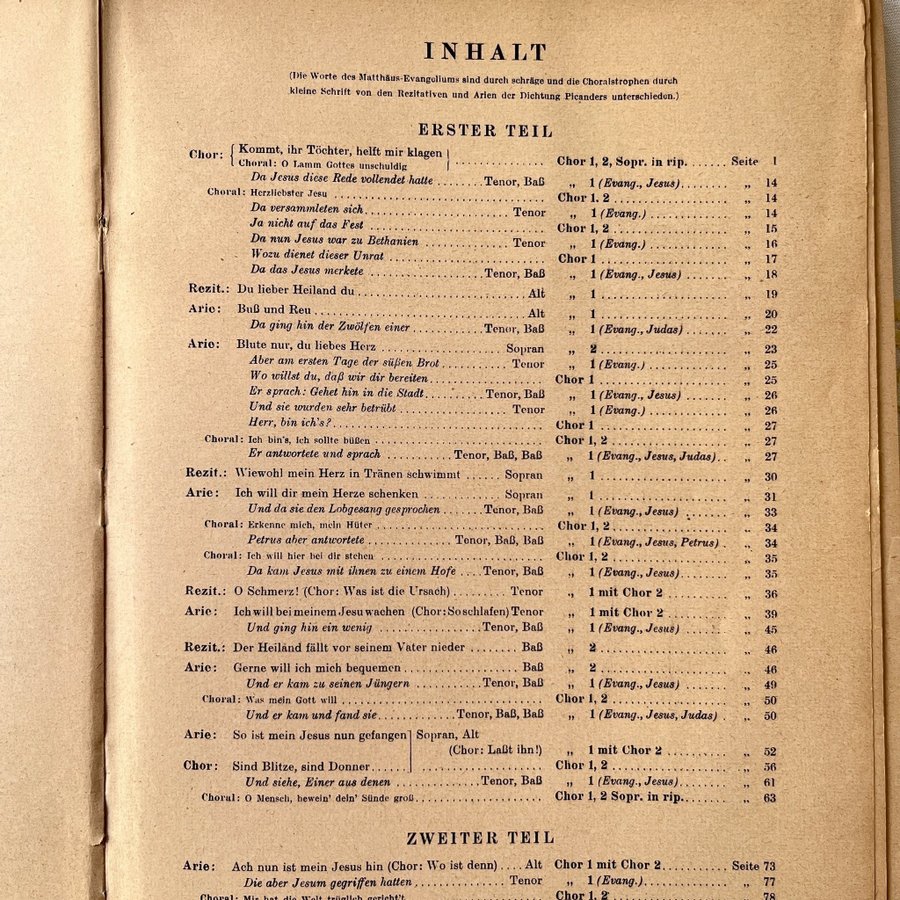 INHALT
(Die Worte des Matthäus-Evangeliums sind durch schräge und die Choralstrophen durch
kleine Schrift von den Rezitativen und Arien der Dichtung Picanders unterschieden.)
ERSTER TEIL
Chor: { Kommt, ihr Töchter, helft mir klagen
Choral: O Lamm Gottes unschuldig | .............. Chor 1, 2, Sopr. in rip. ...... Seite 1
Da Jesus diese Rede vollendet hatte ........ Tenor, Baß „ 1 (Evang., Jesus) ........ „ 14
Choral: Herzliebster Jesu ........ Chor 1, 2 ........ „ 14
Da versammleten sich ........ Tenor „ 1 (Evang.) ........ „ 14
Ja nicht auf das Fest ........ Chor 1, 2 ........ „ 15
Da nun Jesus war zu Bethanien ........ Tenor „ 1 (Evang.) ........ „ 16
Wozu dienet dieser Unrat ........ Chor 1 ........ „ 17
Da das Jesus merkete ........ Tenor, Baß „ 1 (Evang., Jesus) ........ „ 18
Rezit.: Du lieber Heiland du ........ Alt „ 1 ........ „ 19
Arie: Buß und Reu ........ Alt „ 1 ........ „ 20
Da ging hin der Zwölfen einer ........ Tenor, Baß „ 1 (Evang., Judas) ........ „ 22
Arie: Blute nur, du liebes Herz ........ Sopran „ 2 ........ „ 23
Aber am ersten Tage der süßen Brot ........ Tenor „ 1 (Evang.) ........ „ 25
Wo willst du, daß wir dir bereiten ........ Chor 1 ........ „ 25
Er sprach: Gehet hin in die Stadt ........ Tenor, Baß „ 1 (Evang., Jesus) ........ „ 26
Und sie wurden sehr betrübt ........ Tenor „ 1 (Evang.) ........ „ 26
Herr, bin ich's? ........ Chor 1 ........ „ 27
Choral: Ich bin's, ich sollte büßen ........ Chor 1, 2 ........ „ 27
Er antwortete und sprach ........ Tenor, Baß, Baß „ 1 (Evang., Jesus, Judas) .. „ 27
Rezit.: Wiewohl mein Herz in Tränen schwimmt ...... Sopran „ 1 ........ „ 30
Arie: Ich will dir mein Herze schenken ........ Sopran „ 1 ........ „ 31
Und da sie den Lobgesang gesprochen ........ Tenor, Baß „ 1 (Evang., Jesus) ........ „ 33
Choral: Erkenne mich, mein Hüter ........ Chor 1, 2 ........ „ 34
Petrus aber antwortete ........ Tenor, Baß, Baß „ 1 (Evang., Jesus, Petrus) . „ 34
Choral: Ich will hier bei dir stehen ........ Chor 1, 2 ........ „ 35
Da kam Jesus mit ihnen zu einem Hofe .... Tenor, Baß „ 1 (Evang., Jesus) ........ „ 35
Rezit.: O Schmerz! (Chor: Was ist die Ursach) ........ Tenor „ 1 mit Chor 2 ........ „ 36
Arie: Ich will bei meinem Jesu wachen (Chor: So schlafen) Tenor „ 1 mit Chor 2 ........ „ 39
Und ging hin ein wenig ........ Tenor, Baß „ 1 (Evang., Jesus) ........ „ 45
Rezit.: Der Heiland fällt vor seinem Vater nieder ........ Baß „ 2 ........ „ 46
Arie: Gerne will ich mich bequemen ........ Baß „ 2 ........ „ 46
Und er kam zu seinen Jüngern ........ Tenor, Baß „ 1 (Evang., Jesus) ........ „ 49
Choral: Was mein Gott will ........ Chor 1, 2 ........ „ 50
Und er kam und fand sie ........ Tenor, Baß, Baß „ 1 (Evang., Jesus, Judas) . „ 50
Arie: So ist mein Jesus nun gefangen ] Sopran, Alt
(Chor: Laßt ihn!) „ 1 mit Chor 2 ........ „ 52
Chor: Sind Blitze, sind Donner ........ Chor 1, 2 ........ „ 56
Und siehe, Einer aus denen ........ Tenor, Baß „ 1 (Evang., Jesus) ........ „ 61
Choral: O Mensch, bewein' dein' Sünde groß ........ Chor 1, 2 Sopr. in rip. ........ „ 63
ZWEITER TEIL
Arie: Ach nun ist mein Jesus hin (Chor: Wo ist denn) .... Alt Chor 1 mit Chor 2 ........ Seite 73
Die aber Jesum gegriffen hatten ........ Tenor „ 1 (Evang.) ........ „ 77
Choral: Mir hat die Welt trüglich gericht't ........ Chor 1, 2 ........ „ 78